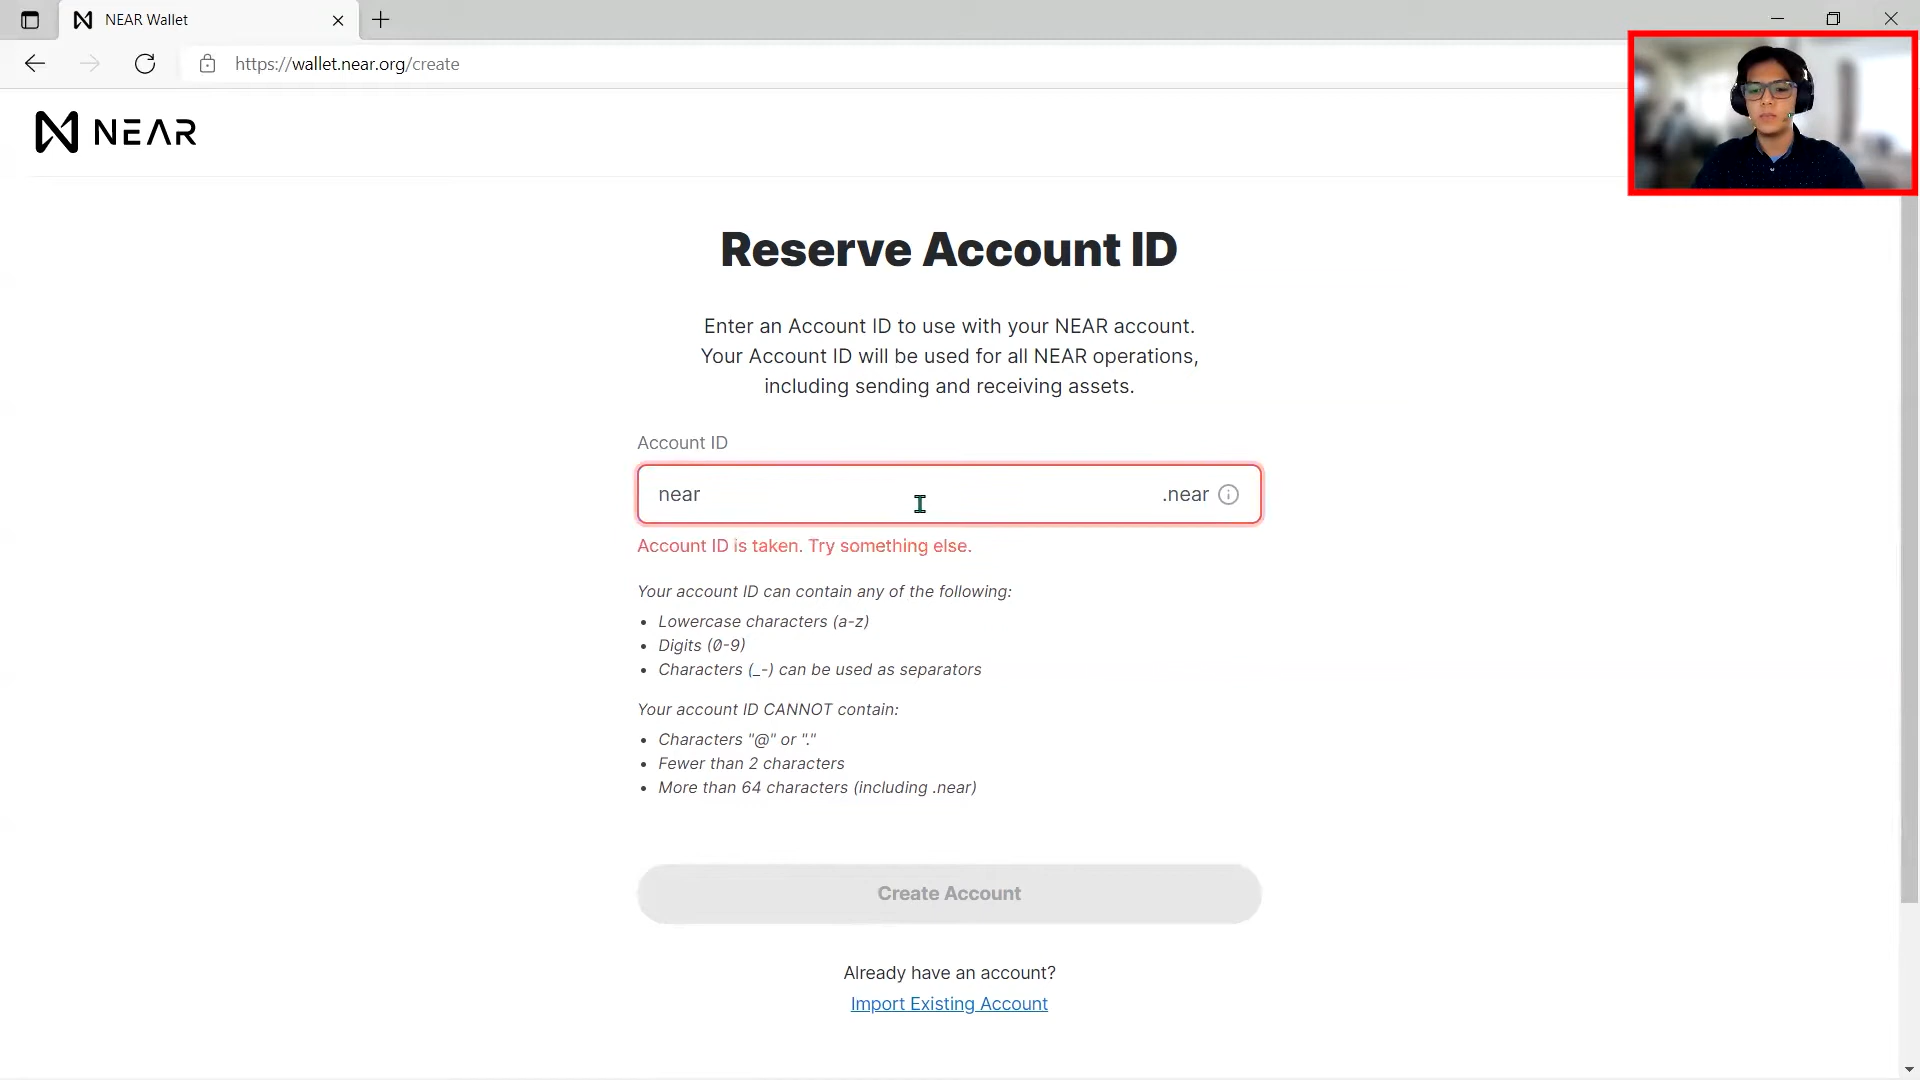 NEAR Wallet
https://wallet.near.org/create
NEAR
Reserve Account ID
Enter an Account ID to use with your NEAR account.
Your Account ID will be used for all NEAR operations,
including sending and receiving assets.
Account ID
near .near
Account ID is taken. Try something else.
Your account ID can contain any of the following:
• Lowercase characters (a-z)
• Digits (0-9)
• Characters (_-) can be used as separators
Your account ID CANNOT contain:
• Characters "@" or "."
• Fewer than 2 characters
• More than 64 characters (including .near)
Create Account
Already have an account?
Import Existing Account